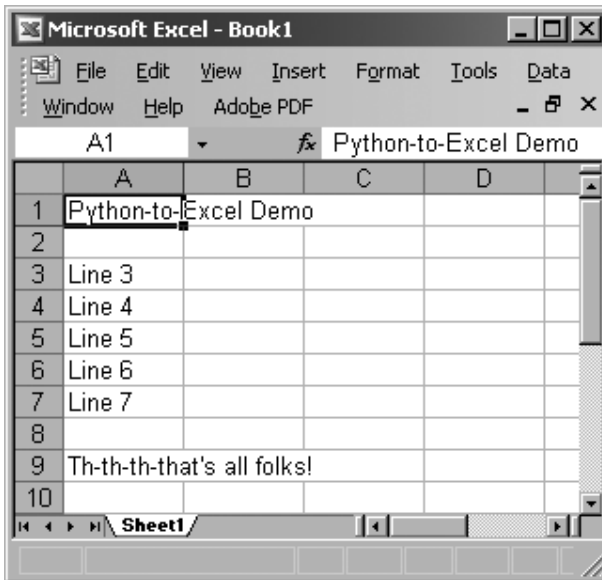 Microsoft Excel - Book1
File Edit View Insert Format Tools Data
Window Help Adobe PDF
A1 fx Python-to-Excel Demo
A B C D
1 Python-to-Excel Demo
2
3 Line 3
4 Line 4
5 Line 5
6 Line 6
7 Line 7
8
9 Th-th-th-that's all folks!
10
Sheet1